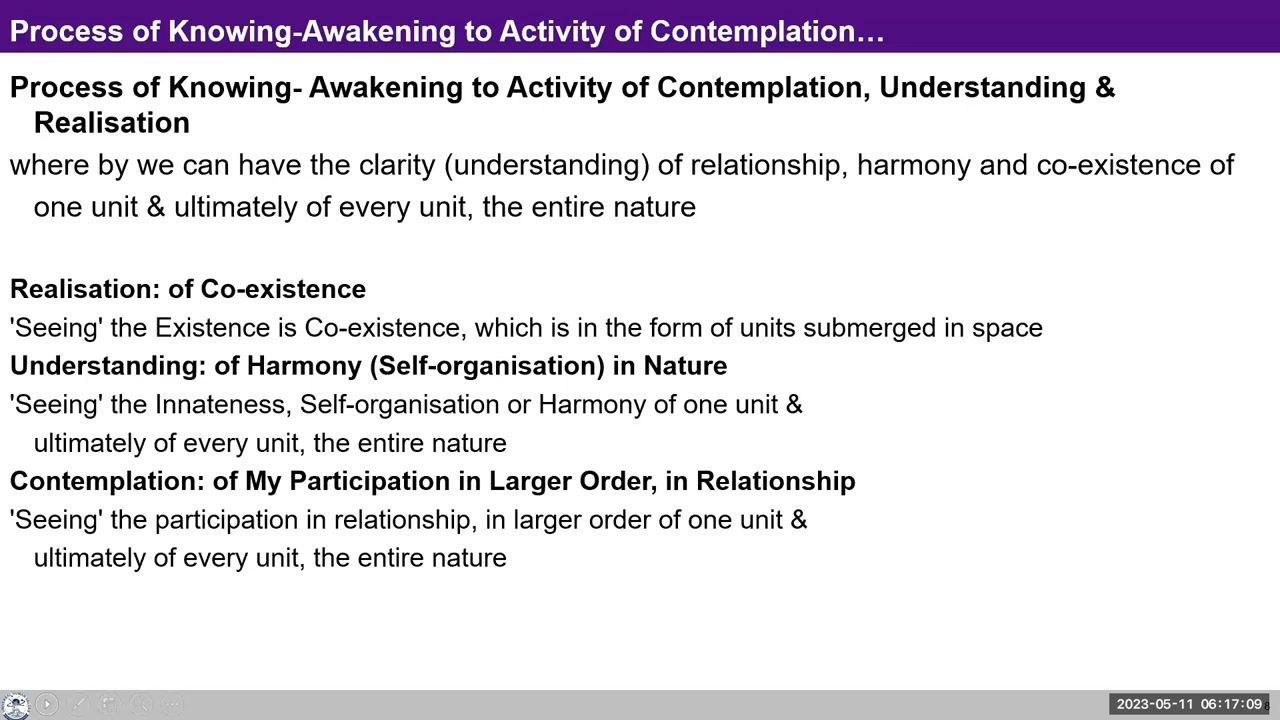 Process of Knowing-Awakening to Activity of Contemplation…
Process of Knowing- Awakening to Activity of Contemplation, Understanding &
Realisation
where by we can have the clarity (understanding) of relationship, harmony and co-existence of
one unit & ultimately of every unit, the entire nature
Realisation: of Co-existence
'Seeing' the Existence is Co-existence, which is in the form of units submerged in space
Understanding: of Harmony (Self-organisation) in Nature
'Seeing' the Innateness, Self-organisation or Harmony of one unit &
ultimately of every unit, the entire nature
Contemplation: of My Participation in Larger Order, in Relationship
'Seeing' the participation in relationship, in larger order of one unit &
ultimately of every unit, the entire nature
2023-05-11 06:17:09
8